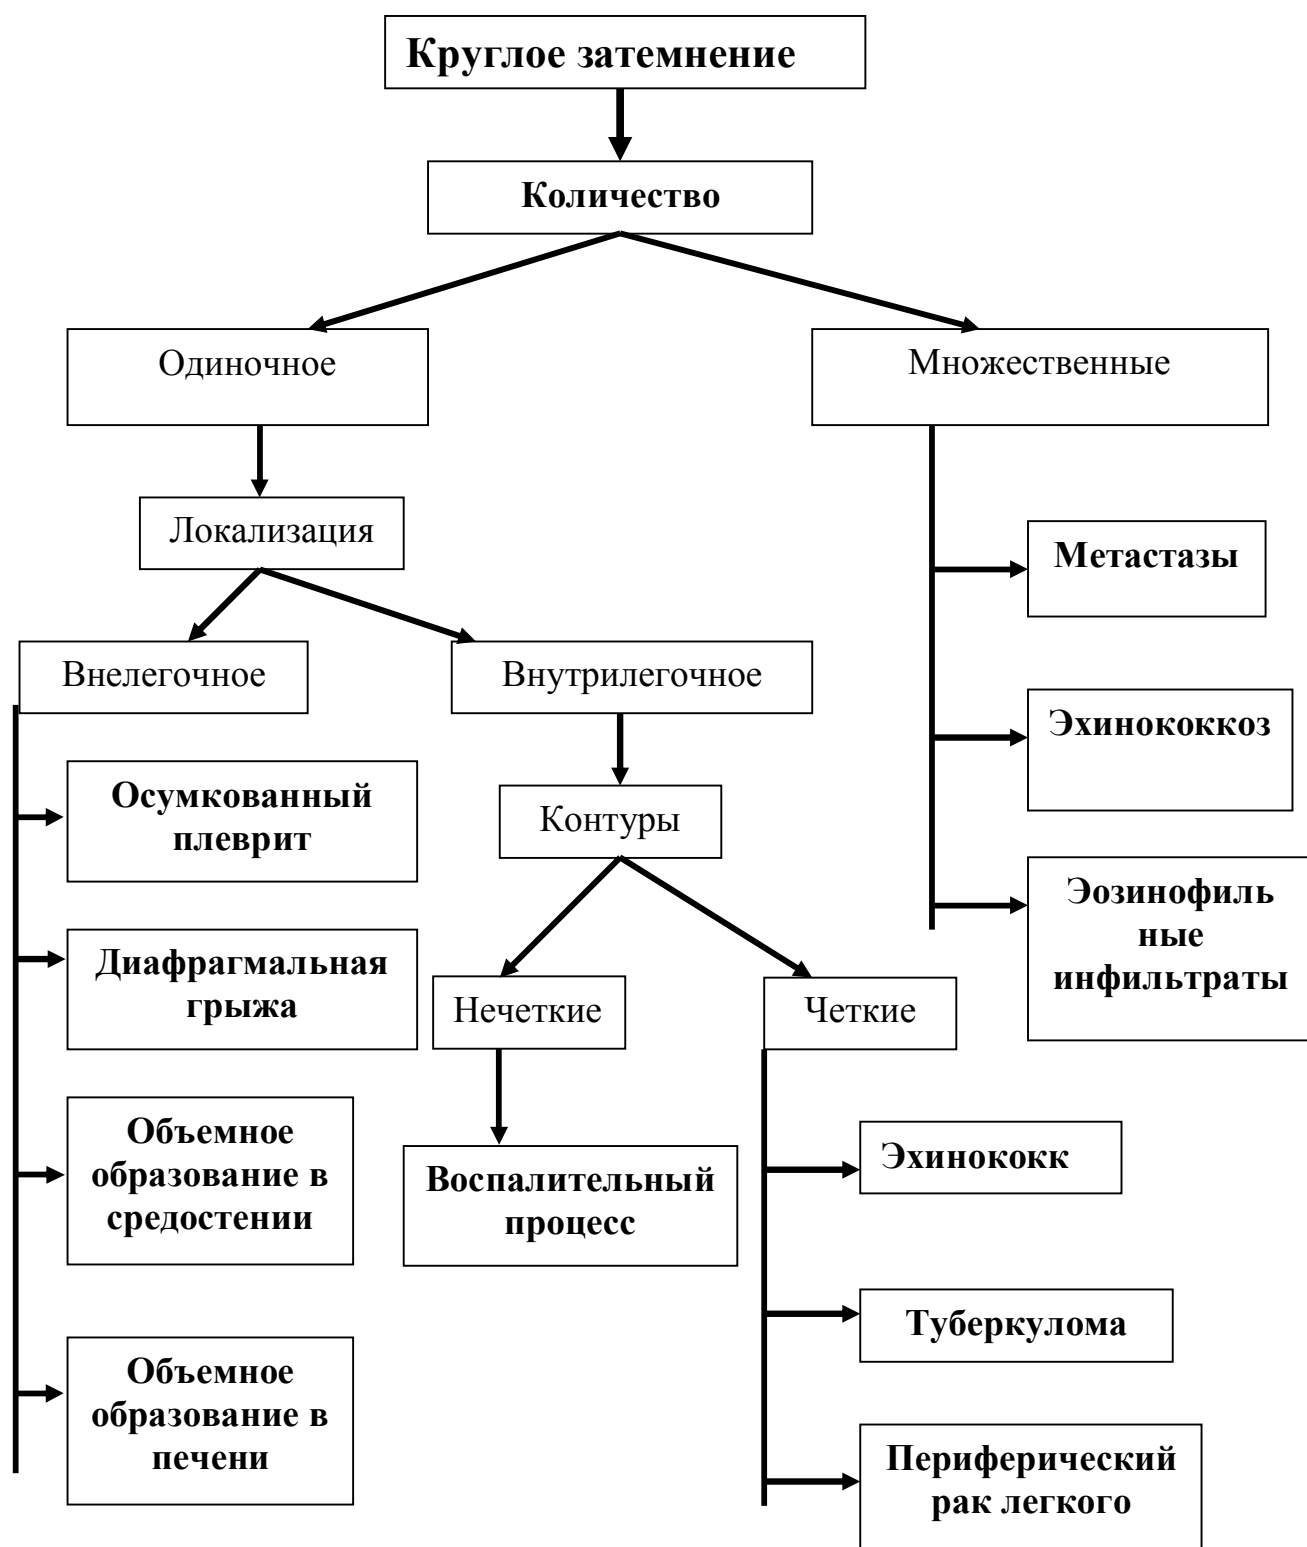 Круглое затемнение
Количество
Одиночное
Множественные
Локализация
Метастазы
Внелегочное
Внутрилегочное
Эхинококкоз
Осумкованный
плеврит
Контуры
Эозинофиль
ные
инфильтраты
Диафрагмальная
грыжа
Нечеткие
Четкие
Объемное
образование в
средостении
Воспалительный
процесс
Эхинококк
Туберкулома
Объемное
образование в
печени
Периферический
рак легкого